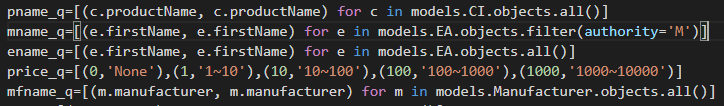 pname_q=[(c.productName, c.productName) for c in models.CI.objects.all()]
mname_q=[(e.firstName, e.firstName) for e in models.EA.objects.filter(authority='M')]
ename_q=[(e.firstName, e.firstName) for e in models.EA.objects.all()]
price_q=[(0,'None'),(1,'1~10'),(10,'10~100'),(100,'100~1000'),(1000,'1000~10000')]
mfname_q=[(m.manufacturer, m.manufacturer) for m in models.Manufacturer.objects.all()]